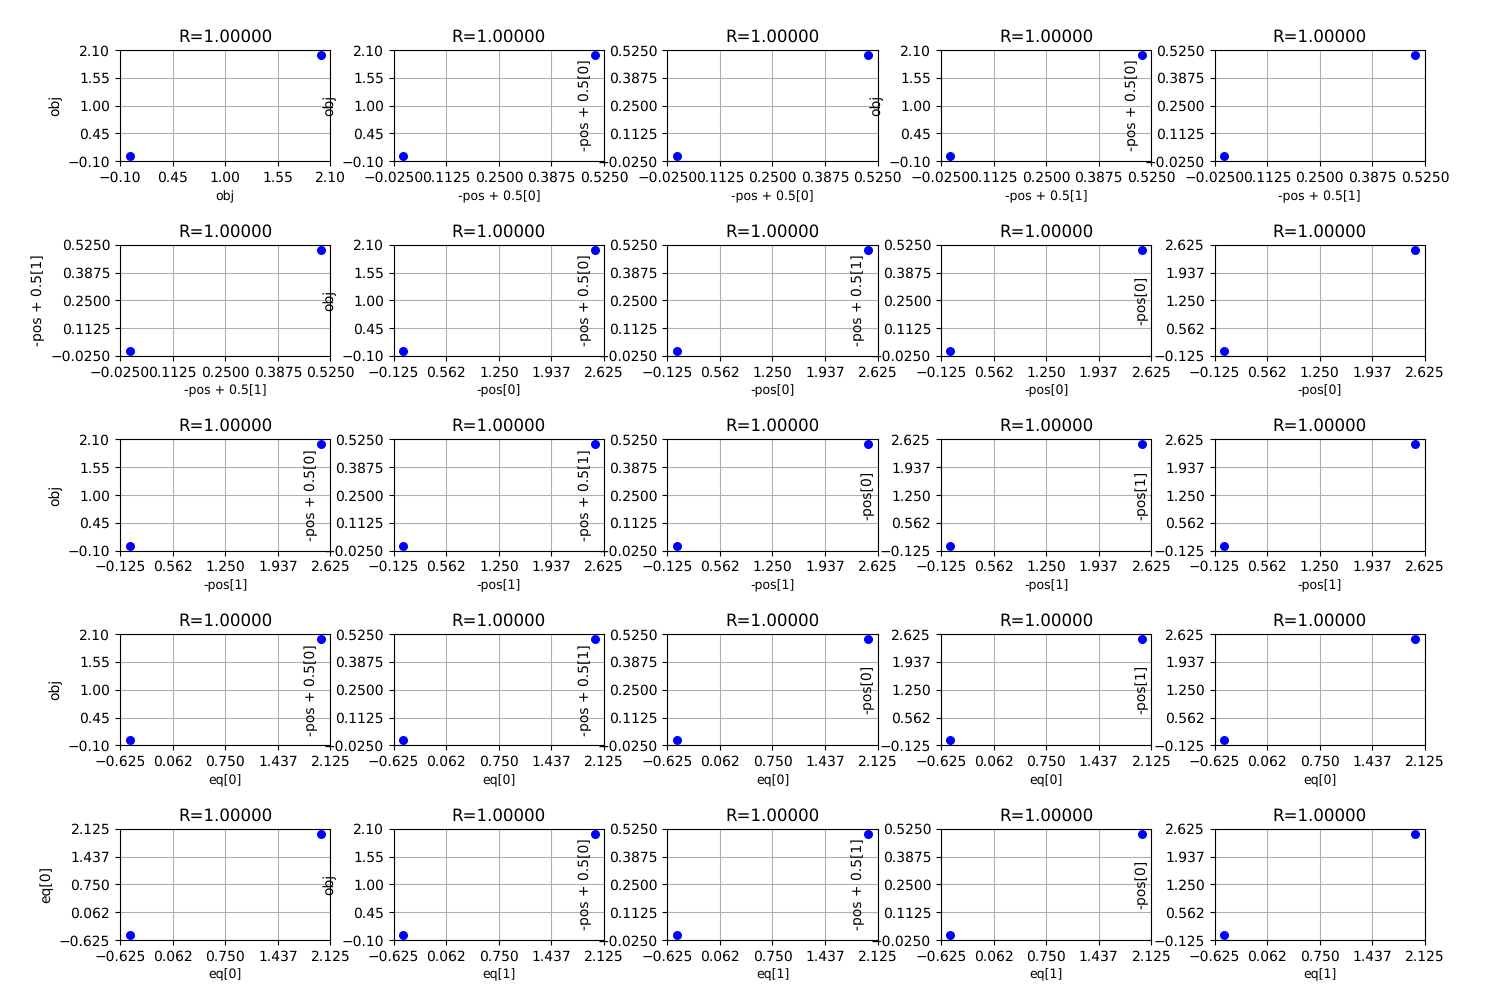 R=1.00000 R=1.00000 R=1.00000 R=1.00000 R=1.00000
2.10 2.10 0.5250 2.10 0.5250
1.55 1.55 0.3875 1.55 0.3875
obj obj -pos + 0.5[0] obj -pos + 0.5[0]
1.00 1.00 0.2500 1.00 0.2500
0.45 0.45 0.1125 0.45 0.1125
−0.10 −0.10 −0.0250 −0.10 −0.0250
−0.10 0.45 1.00 1.55 2.10 −0.0250 0.1125 0.2500 0.3875 0.5250 −0.0250 0.1125 0.2500 0.3875 0.5250 −0.0250 0.1125 0.2500 0.3875 0.5250 −0.0250 0.1125 0.2500 0.3875 0.5250
obj -pos + 0.5[0] -pos + 0.5[0] -pos + 0.5[1] -pos + 0.5[1]
R=1.00000 R=1.00000 R=1.00000 R=1.00000 R=1.00000
0.5250 2.10 0.5250 0.5250 2.625
0.3875 1.55 0.3875 0.3875 1.937
-pos + 0.5[1] obj -pos + 0.5[0] -pos + 0.5[1] -pos[0]
0.2500 1.00 0.2500 0.2500 1.250
0.1125 0.45 0.1125 0.1125 0.562
−0.0250 −0.10 −0.0250 −0.0250 −0.125
−0.0250 0.1125 0.2500 0.3875 0.5250 −0.125 0.562 1.250 1.937 2.625 −0.125 0.562 1.250 1.937 2.625 −0.125 0.562 1.250 1.937 2.625 −0.125 0.562 1.250 1.937 2.625
-pos + 0.5[1] -pos[0] -pos[0] -pos[0] -pos[0]
R=1.00000 R=1.00000 R=1.00000 R=1.00000 R=1.00000
2.10 0.5250 0.5250 2.625 2.625
1.55 0.3875 0.3875 1.937 1.937
obj -pos + 0.5[0] -pos + 0.5[1] -pos[0] -pos[1]
1.00 0.2500 0.2500 1.250 1.250
0.45 0.1125 0.1125 0.562 0.562
−0.10 −0.0250 −0.0250 −0.125 −0.125
−0.125 0.562 1.250 1.937 2.625 −0.125 0.562 1.250 1.937 2.625 −0.125 0.562 1.250 1.937 2.625 −0.125 0.562 1.250 1.937 2.625 −0.125 0.562 1.250 1.937 2.625
-pos[1] -pos[1] -pos[1] -pos[1] -pos[1]
R=1.00000 R=1.00000 R=1.00000 R=1.00000 R=1.00000
2.10 0.5250 0.5250 2.625 2.625
1.55 0.3875 0.3875 1.937 1.937
obj -pos + 0.5[0] -pos + 0.5[1] -pos[0] -pos[1]
1.00 0.2500 0.2500 1.250 1.250
0.45 0.1125 0.1125 0.562 0.562
−0.10 −0.0250 −0.0250 −0.125 −0.125
−0.625 0.062 0.750 1.437 2.125 −0.625 0.062 0.750 1.437 2.125 −0.625 0.062 0.750 1.437 2.125 −0.625 0.062 0.750 1.437 2.125 −0.625 0.062 0.750 1.437 2.125
eq[0] eq[0] eq[0] eq[0] eq[0]
R=1.00000 R=1.00000 R=1.00000 R=1.00000 R=1.00000
2.125 2.10 0.5250 0.5250 2.625
1.437 1.55 0.3875 0.3875 1.937
eq[0] obj -pos + 0.5[0] -pos + 0.5[1] -pos[0]
0.750 1.00 0.2500 0.2500 1.250
0.062 0.45 0.1125 0.1125 0.562
−0.625 −0.10 −0.0250 −0.0250 −0.125
−0.625 0.062 0.750 1.437 2.125 −0.625 0.062 0.750 1.437 2.125 −0.625 0.062 0.750 1.437 2.125 −0.625 0.062 0.750 1.437 2.125 −0.625 0.062 0.750 1.437 2.125
eq[0] eq[1] eq[1] eq[1] eq[1]